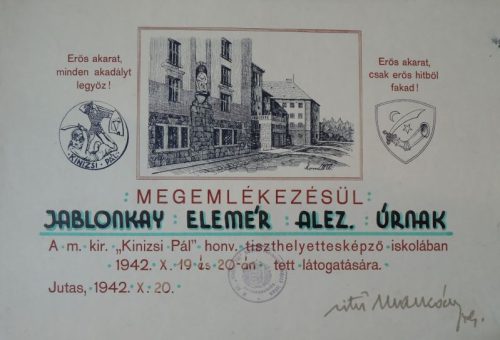 Erős akarat,
minden akadályt
legyőz!
Erős akarat,
csak erős hitből
fakad!
KINIZSI PÁL
MEGEMLÉKEZÉSÜL
JABLONKAY ELEMÉR ALEZ. ÚRNAK
A m. kir. „Kinizsi Pál" honv. tiszthelyettesképző iskolában
1942. X. 19 és 20-án tett látogatására.
Jutas, 1942. X. 20.
vitéz